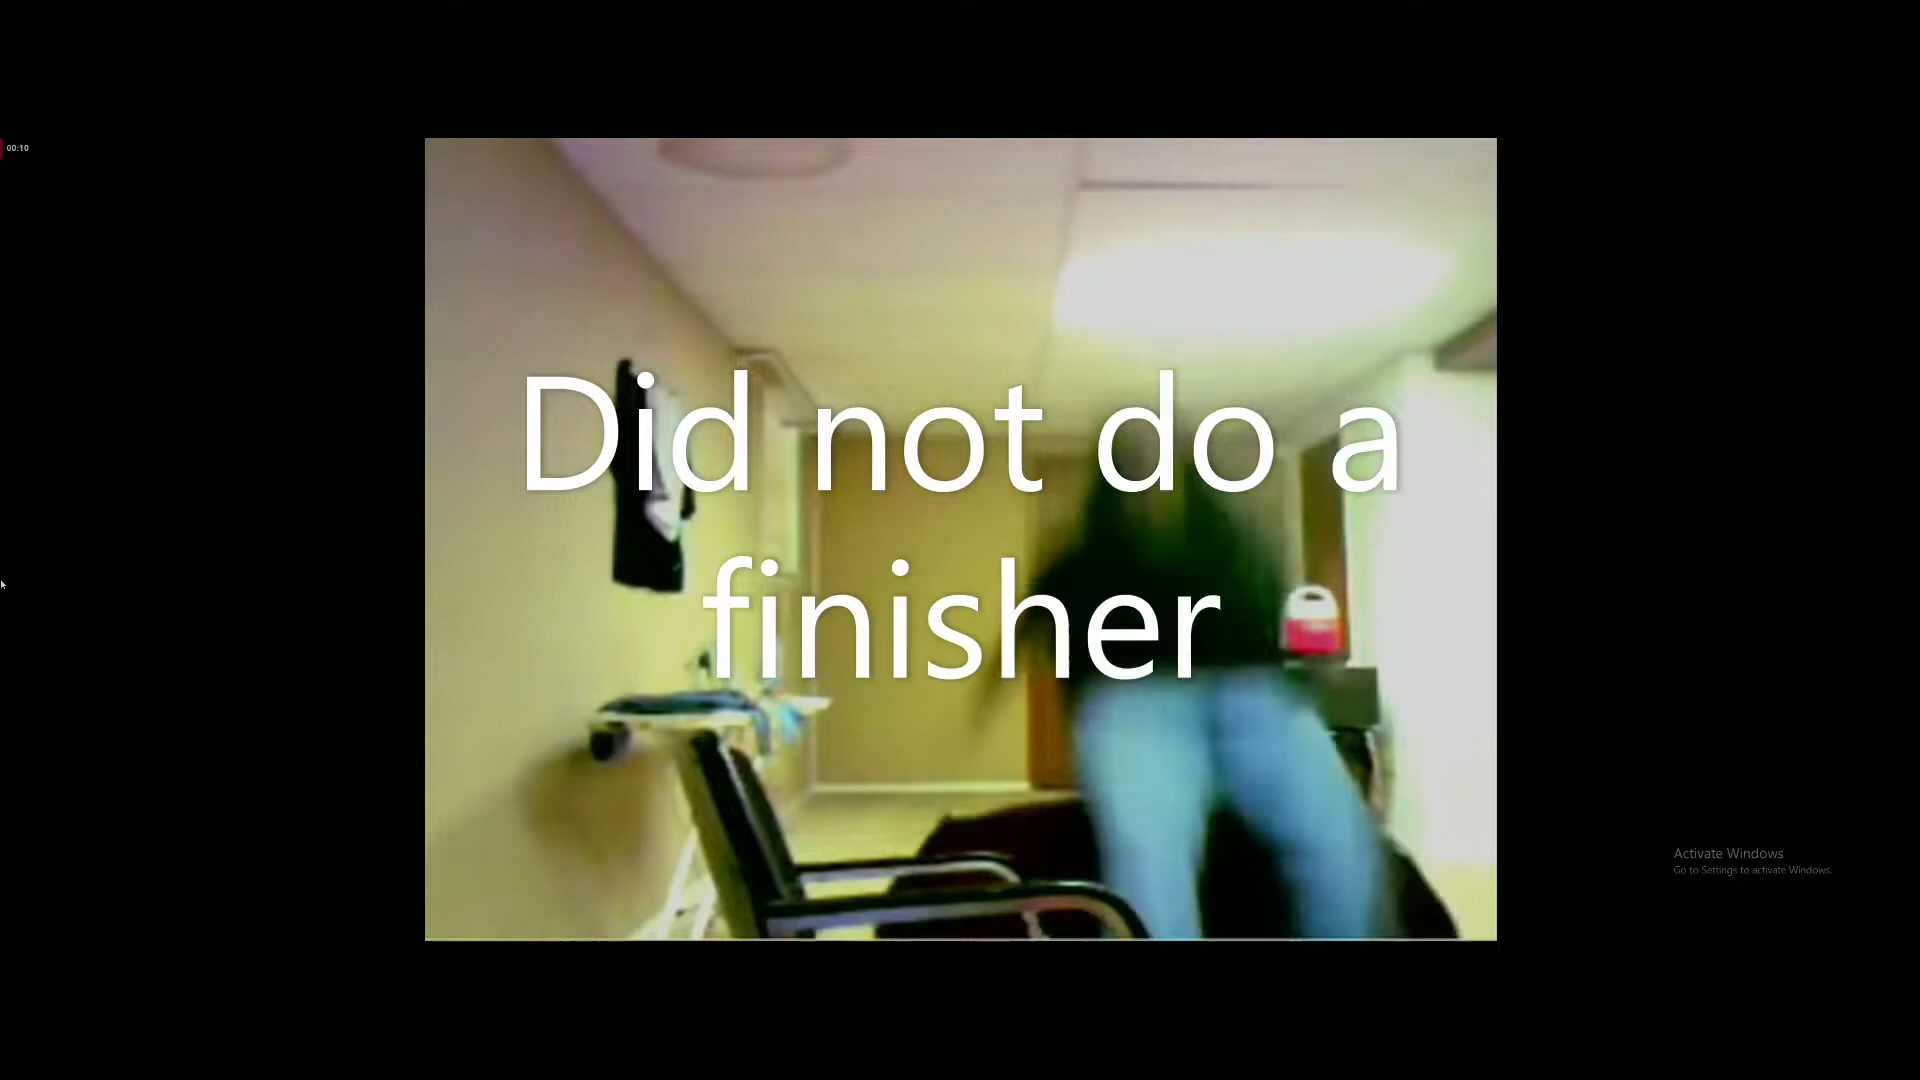 00:10
Did not do a
finisher
Activate Windows
Go to Settings to activate Windows.